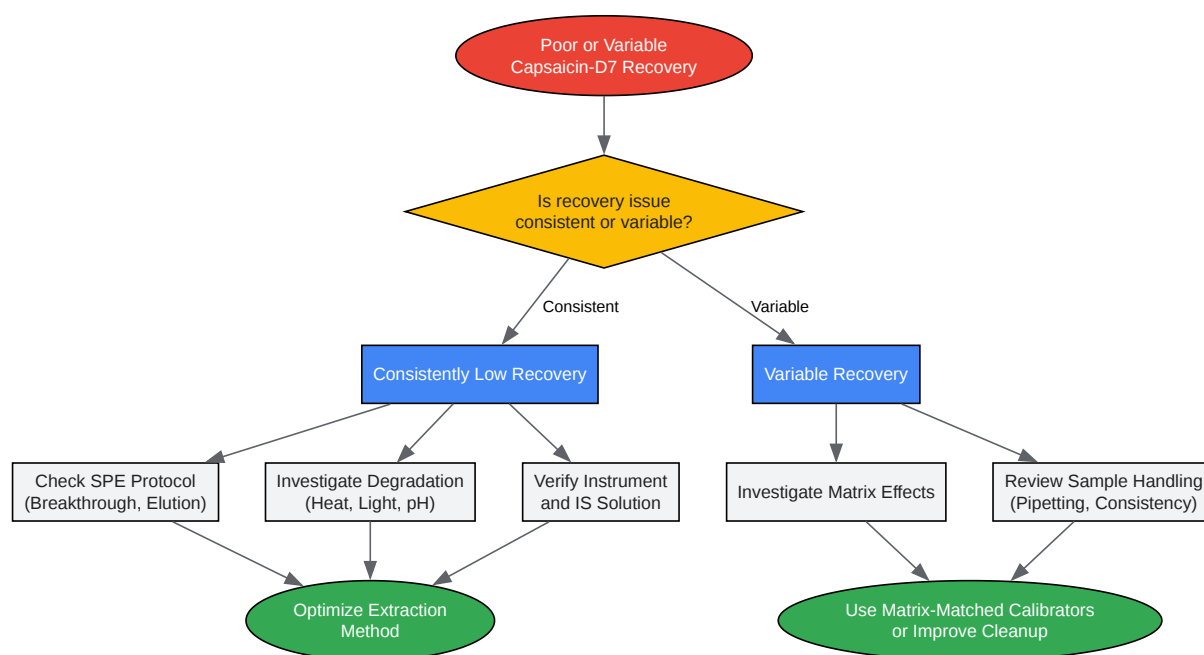 Poor or Variable
Capsaicin-D7 Recovery
Is recovery issue
consistent or variable?
Consistent
Variable
Consistently Low Recovery
Variable Recovery
Check SPE Protocol
(Breakthrough, Elution)
Investigate Degradation
(Heat, Light, pH)
Verify Instrument
and IS Solution
Investigate Matrix Effects
Review Sample Handling
(Pipetting, Consistency)
Optimize Extraction
Method
Use Matrix-Matched Calibrators
or Improve Cleanup